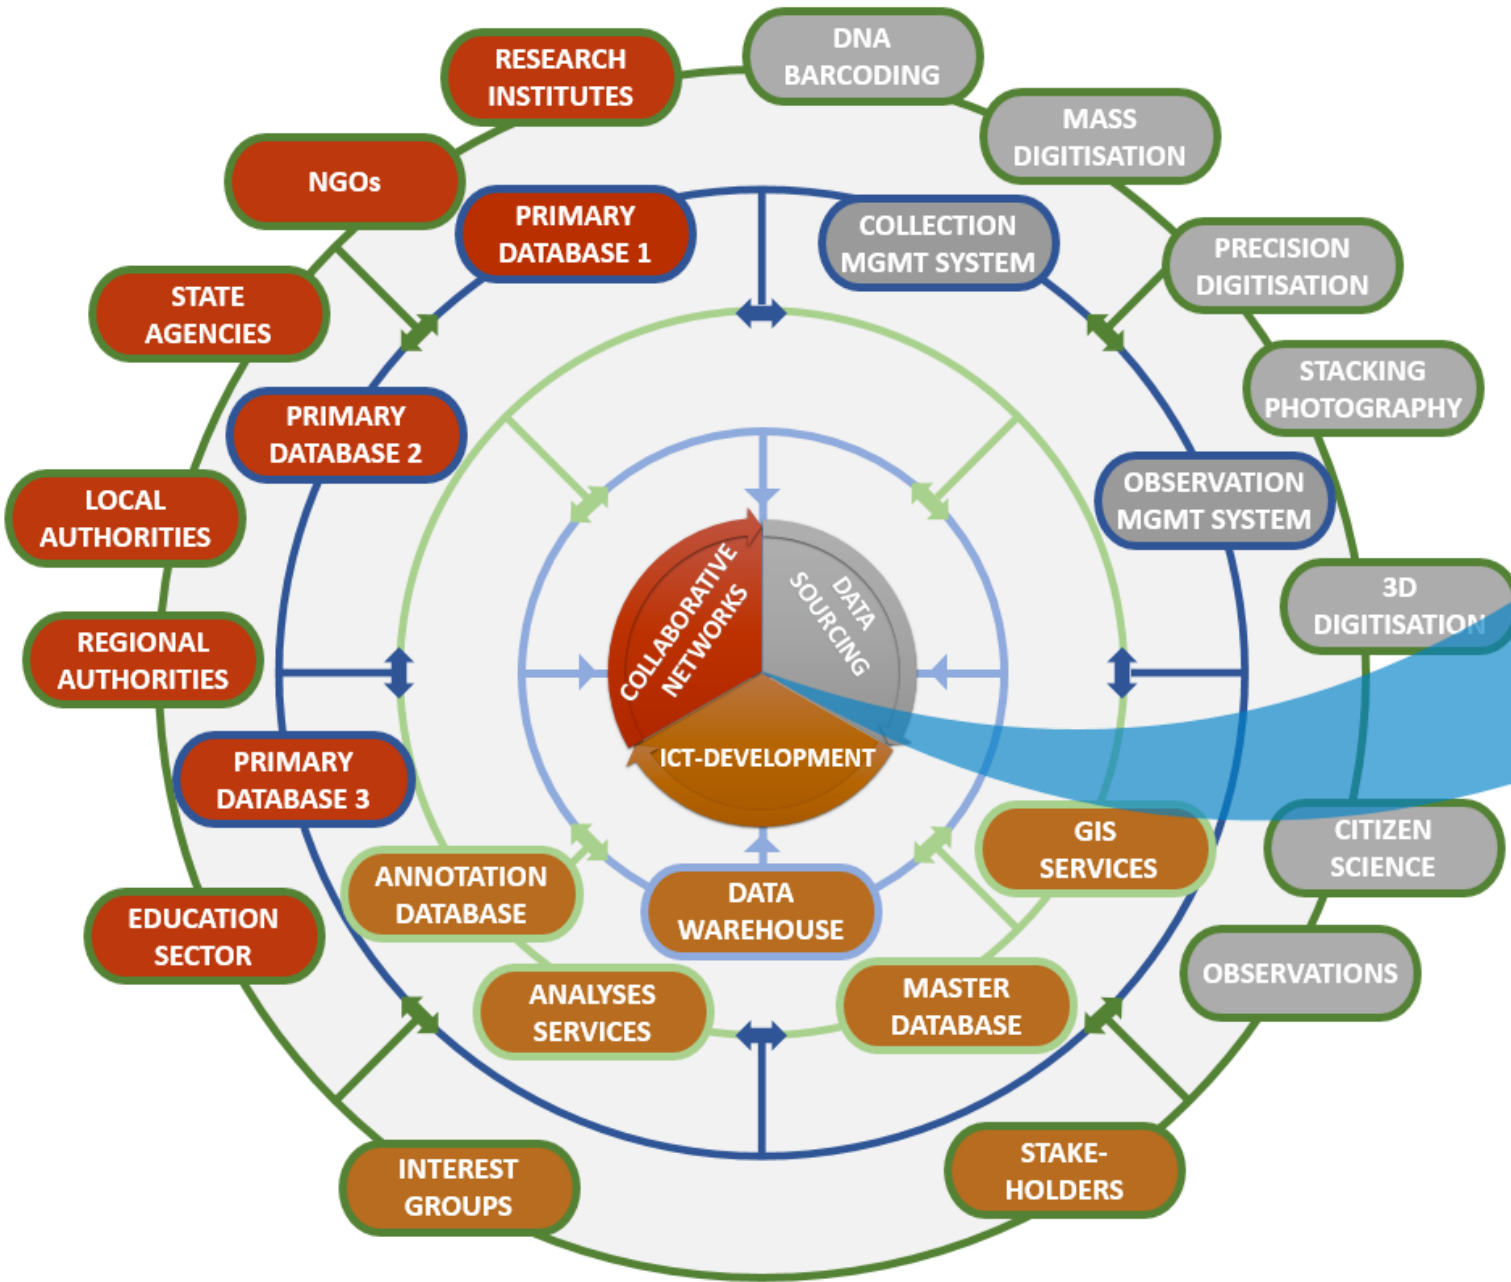 DNA
BARCODING
RESEARCH
INSTITUTES
MASS
DIGITISATION
NGOs
PRIMARY
DATABASE 1
COLLECTION
MGMT SYSTEM
PRECISION
DIGITISATION
STATE
AGENCIES
STACKING
PHOTOGRAPHY
PRIMARY
DATABASE 2
OBSERVATION
MGMT SYSTEM
LOCAL
AUTHORITIES
COLLABORATIVE
NETWORKS
DATA
SOURCING
3D
DIGITISATION
REGIONAL
AUTHORITIES
ICT-DEVELOPMENT
PRIMARY
DATABASE 3
GIS
SERVICES
CITIZEN
SCIENCE
ANNOTATION
DATABASE
DATA
WAREHOUSE
EDUCATION
SECTOR
OBSERVATIONS
ANALYSES
SERVICES
MASTER
DATABASE
INTEREST
GROUPS
STAKE-
HOLDERS